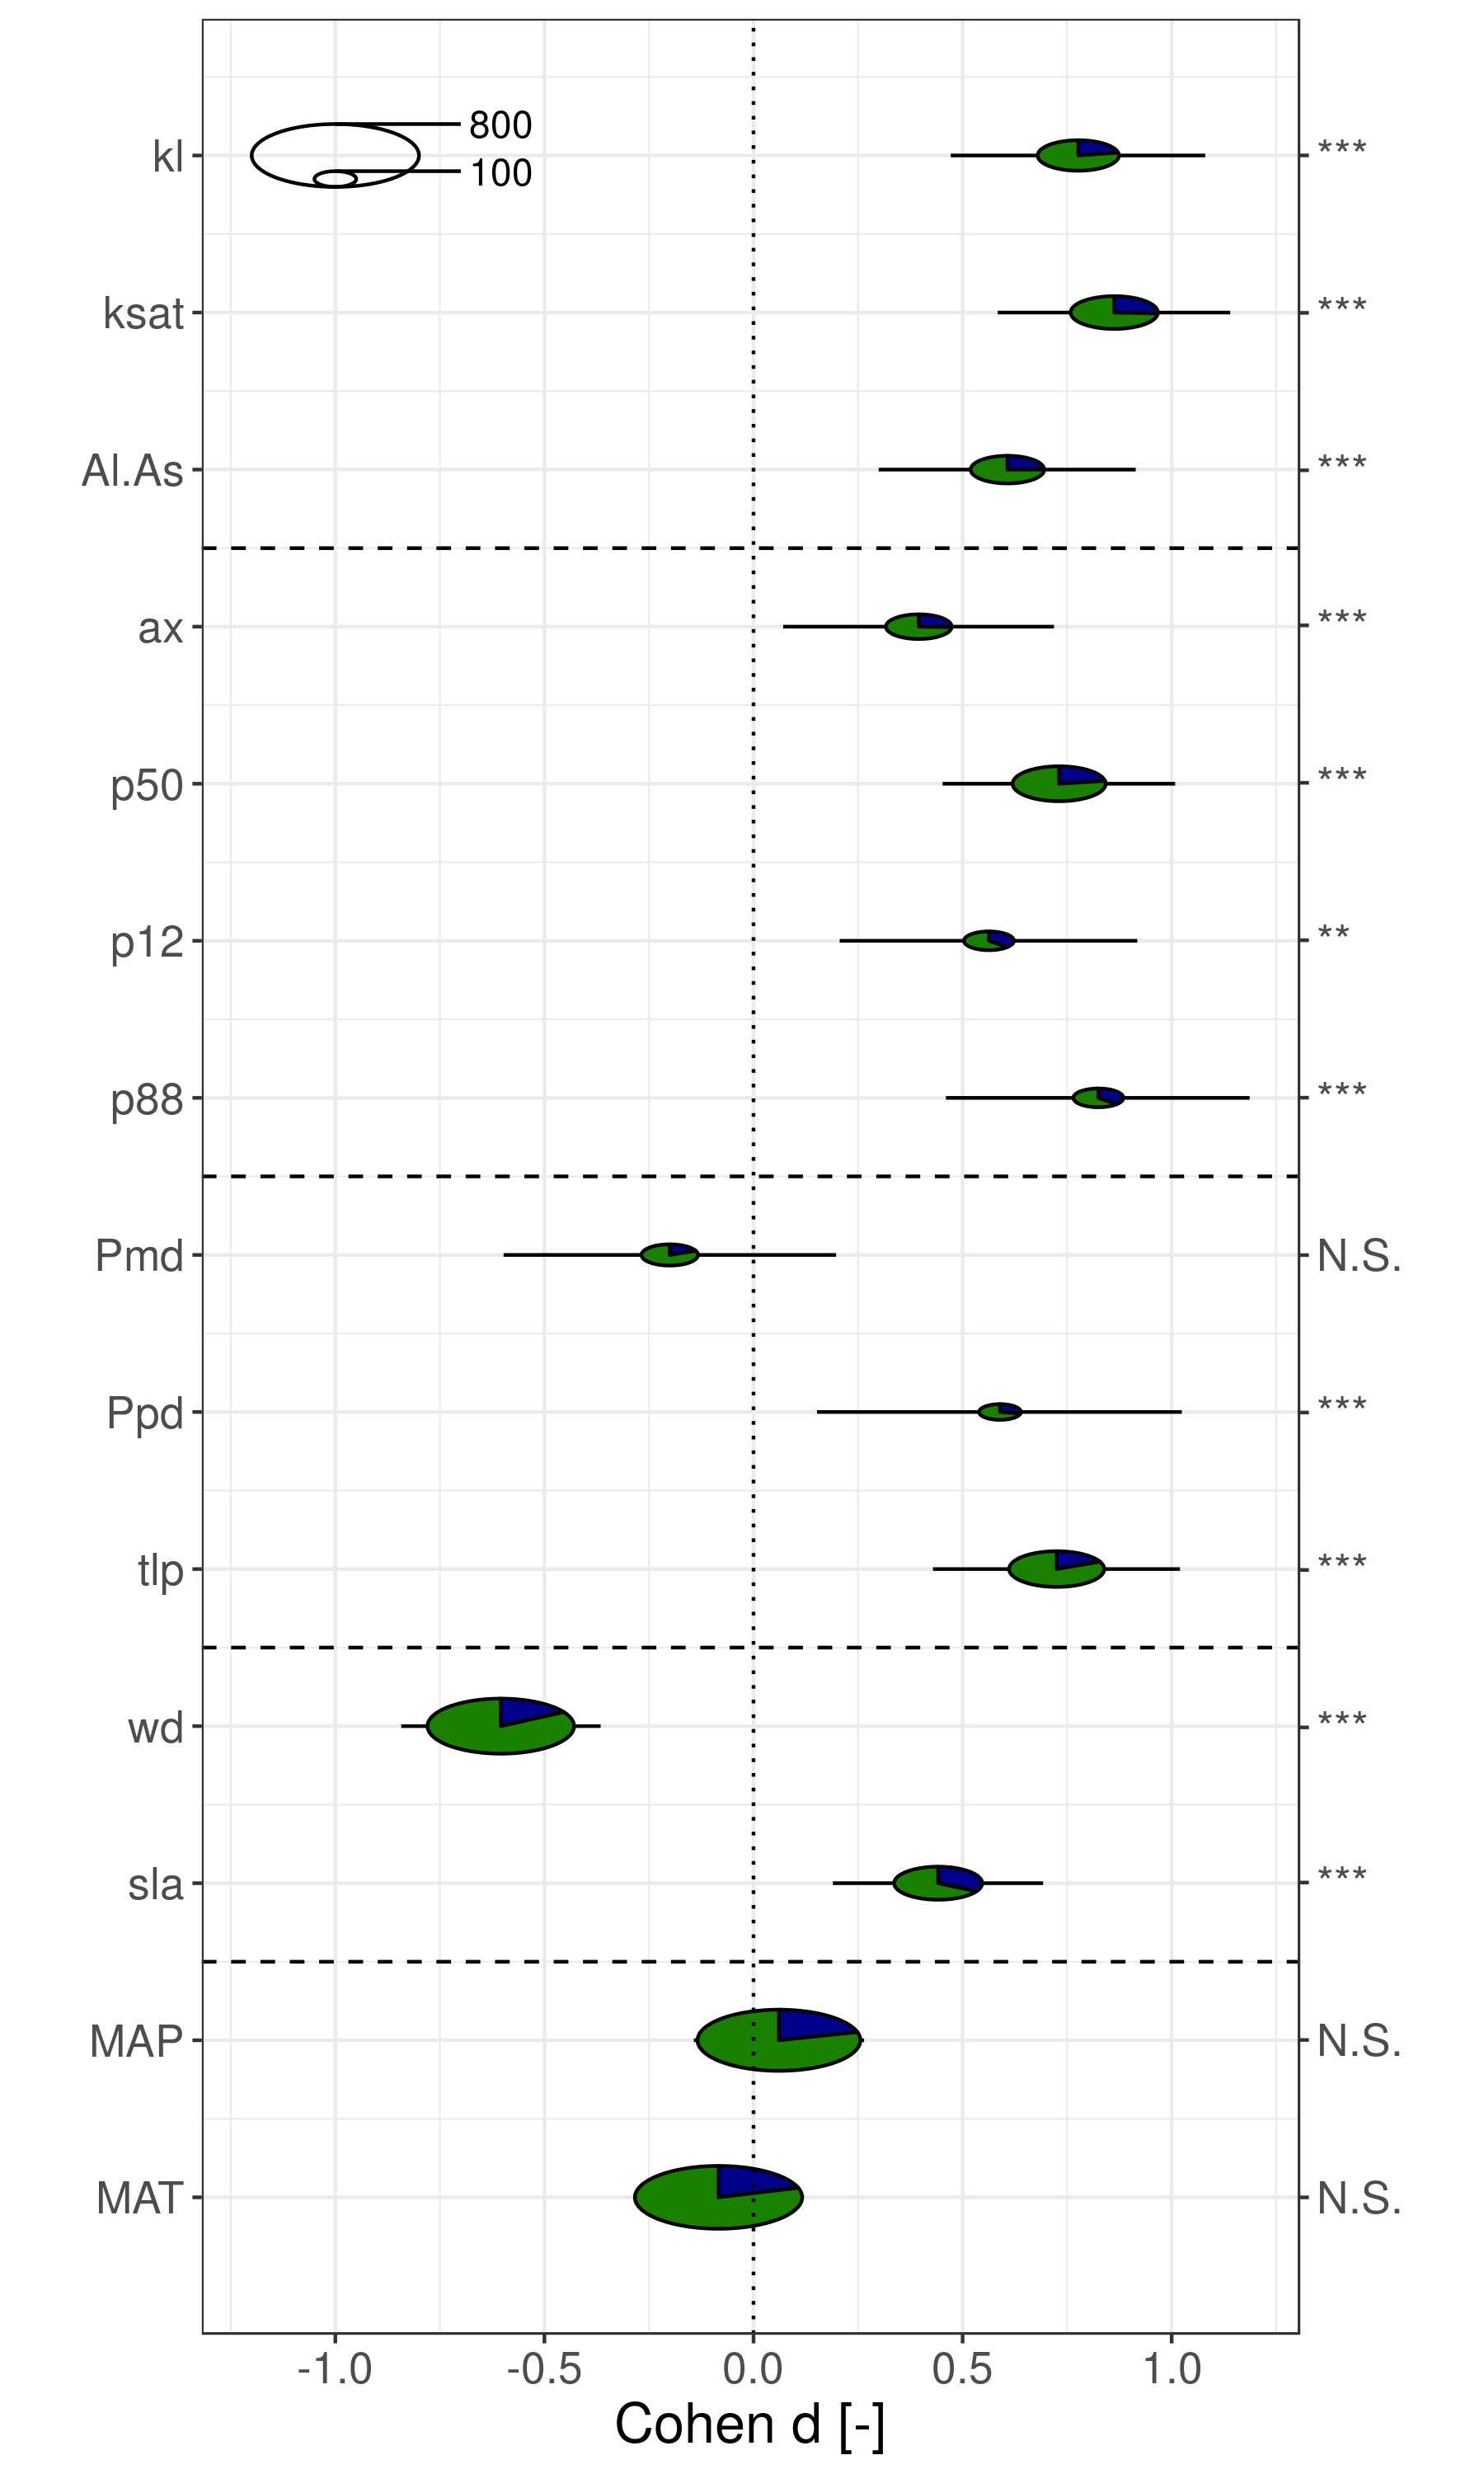 800
kl ***
100
ksat ***
Al.As ***
ax ***
p50 ***
p12 **
p88 ***
Pmd N.S.
Ppd ***
tlp ***
wd ***
sla ***
MAP N.S.
MAT N.S.
-1.0 -0.5 0.0 0.5 1.0
Cohen d [-]